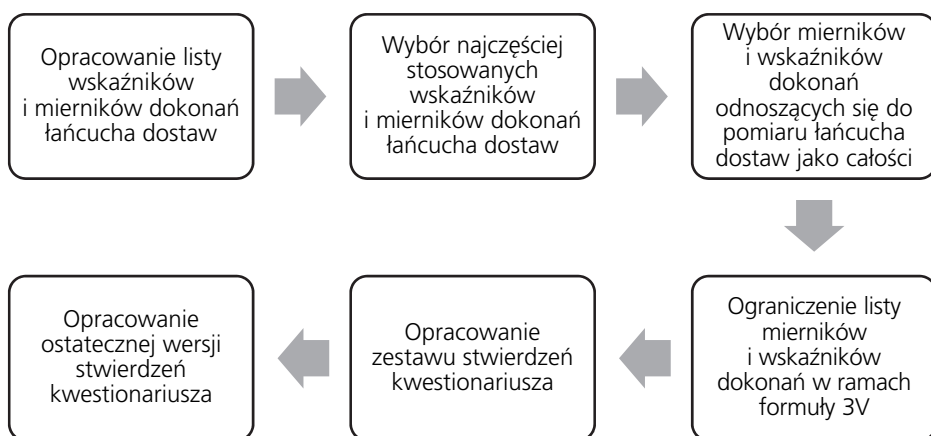 Opracowanie listy
wskaźników
i mierników dokonań
łańcucha dostaw
Wybór najczęściej
stosowanych
wskaźników
i mierników dokonań
łańcucha dostaw
Wybór mierników
i wskaźników
dokonań
odnoszących się do
pomiaru łańcucha
dostaw jako całości
Ograniczenie listy
mierników
i wskaźników
dokonań w ramach
formuły 3V
Opracowanie
zestawu stwierdzeń
kwestionariusza
Opracowanie
ostatecznej wersji
stwierdzeń
kwestionariusza